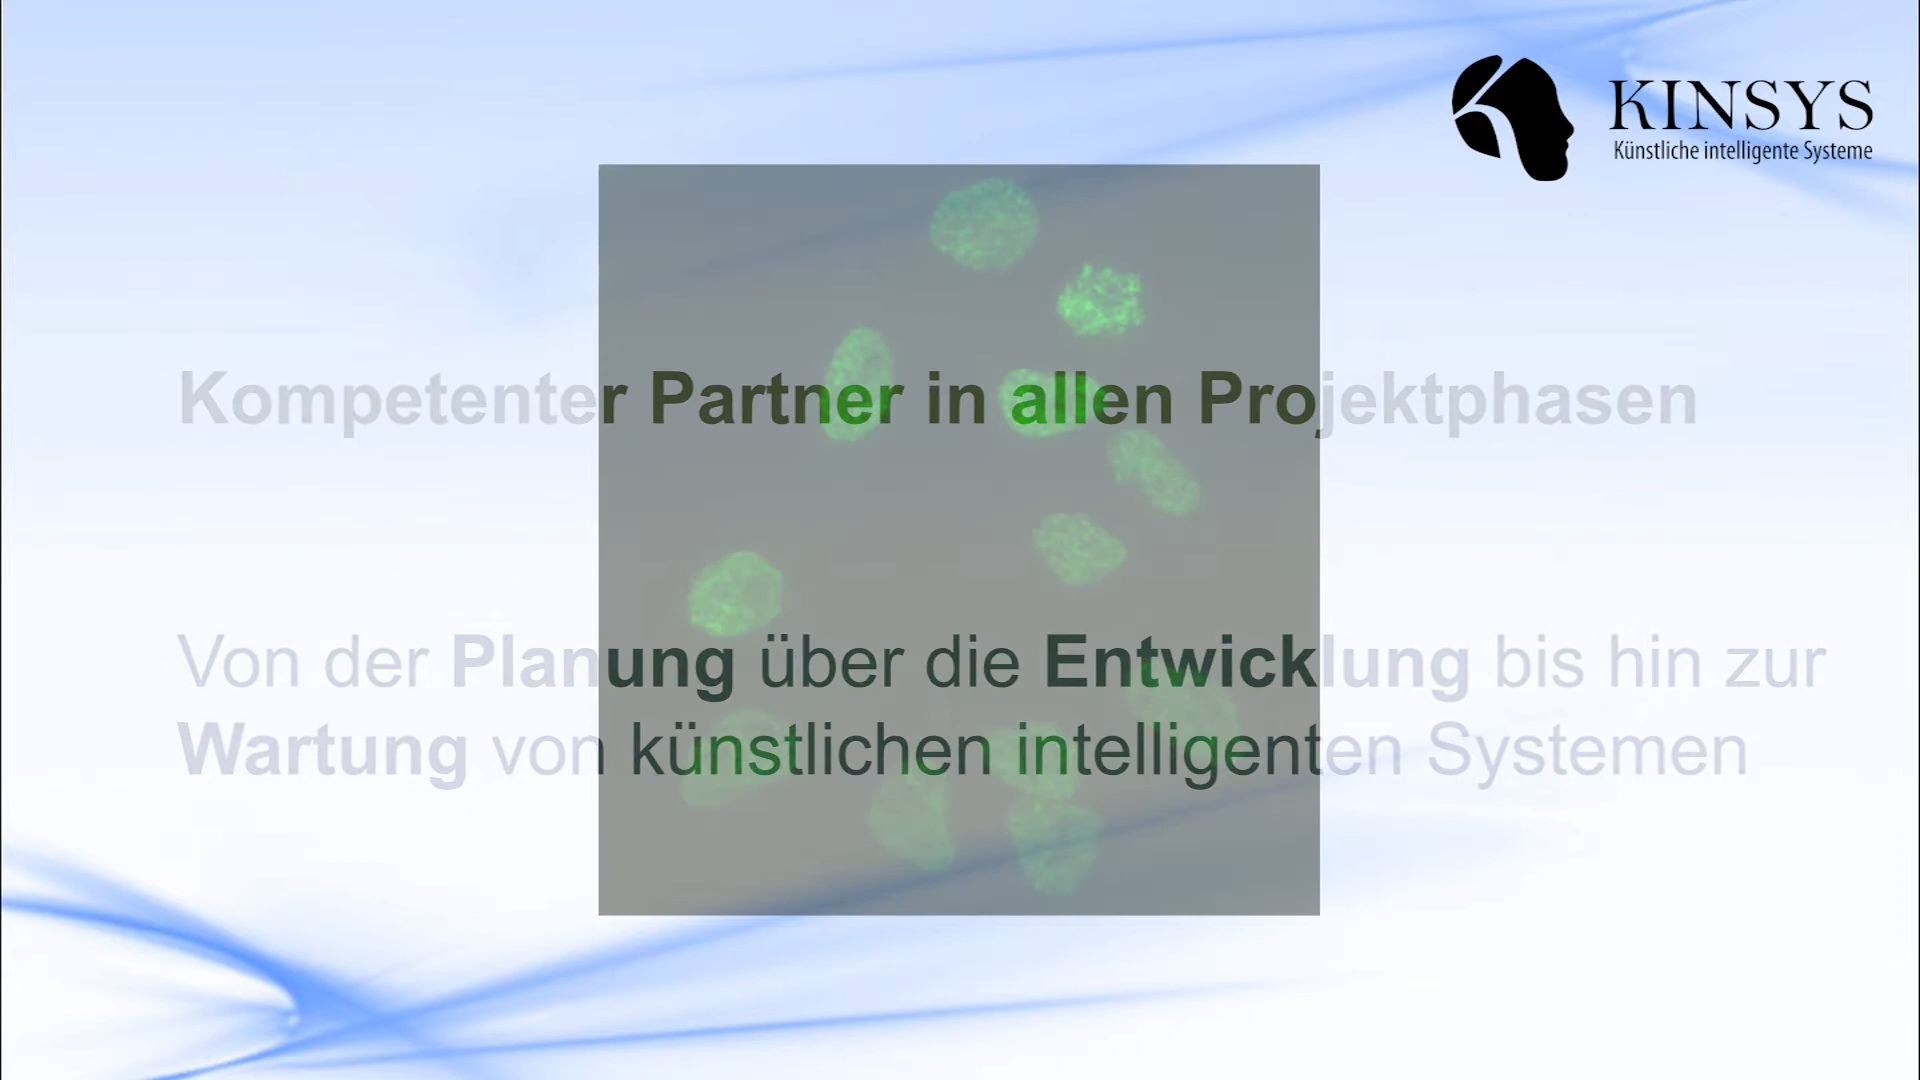 KINSYS
Künstliche intelligente Systeme
Kompetenter Partner in allen Projektphasen
Von der Planung über die Entwicklung bis hin zur
Wartung von künstlichen intelligenten Systemen